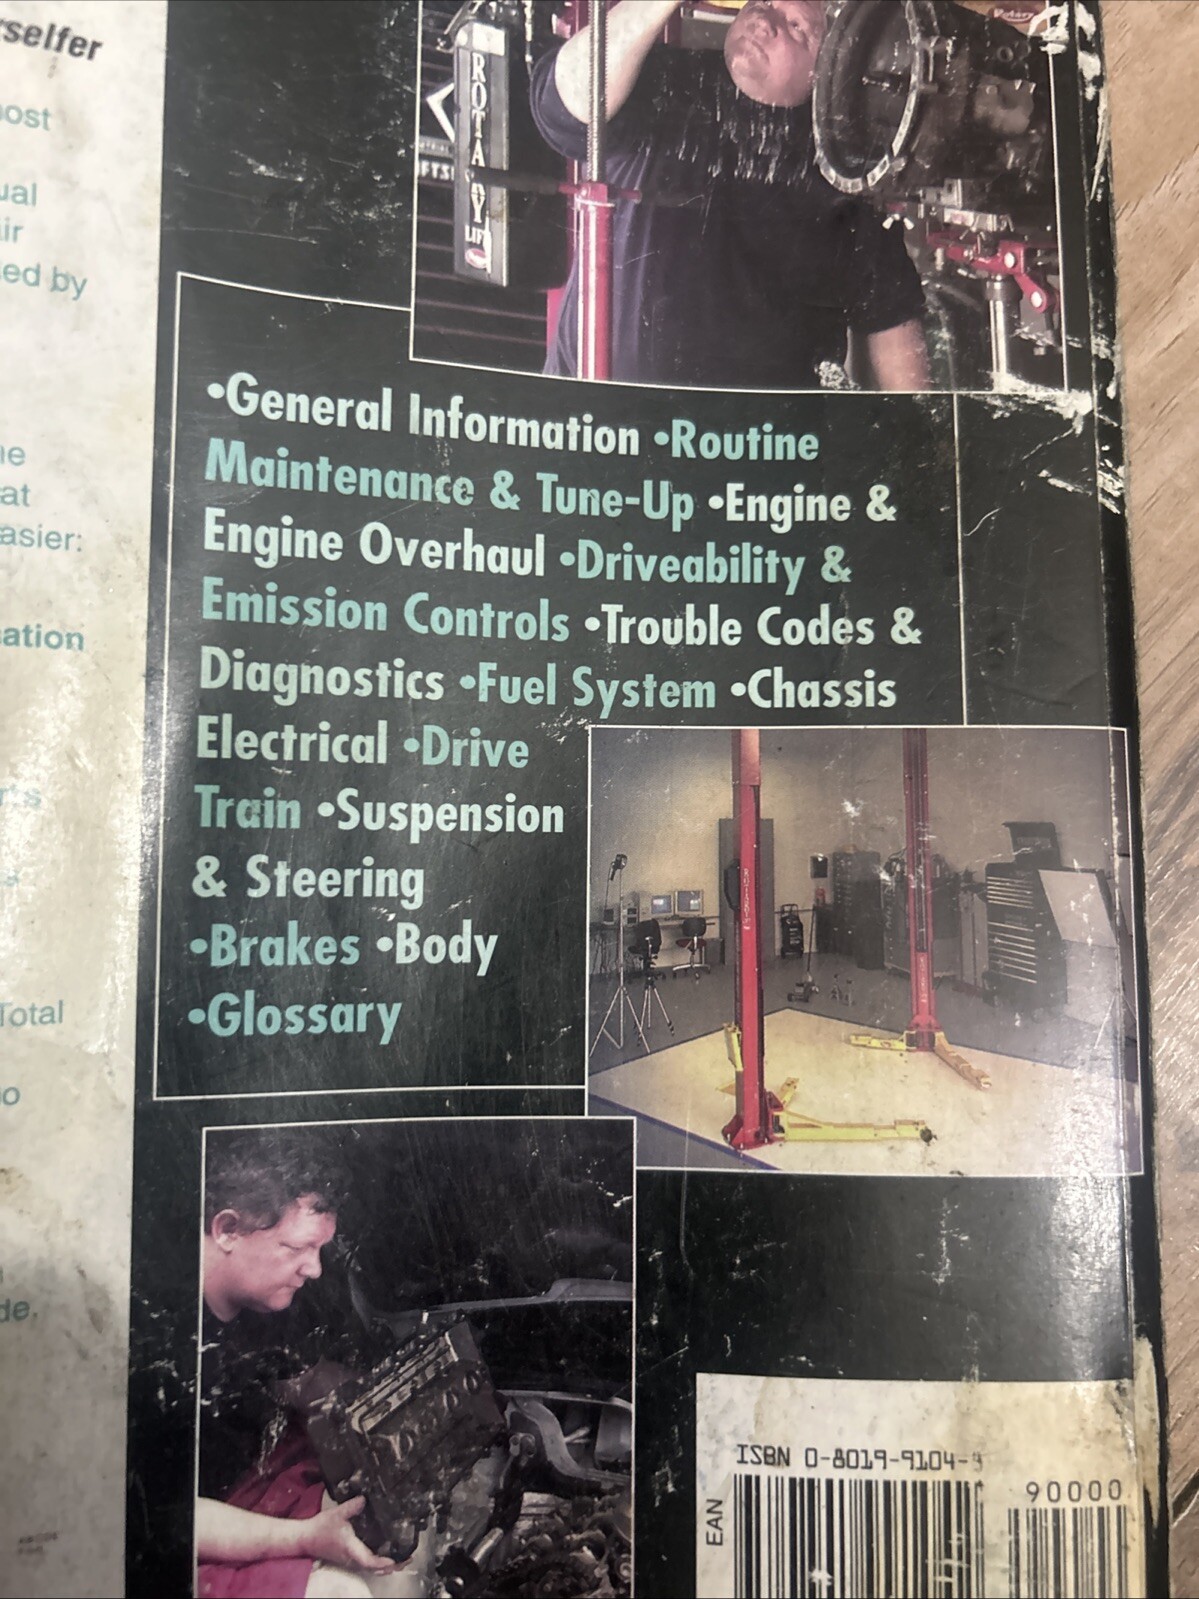 rselfer
ost
ual
ir
ed by
ne
at
asier:
ation
r's
Total
o
de.
ROTARY
LIFT
•General Information •Routine
Maintenance & Tune-Up •Engine &
Engine Overhaul •Driveability &
Emission Controls •Trouble Codes &
Diagnostics •Fuel System •Chassis
Electrical •Drive
Train •Suspension
& Steering
•Brakes •Body
•Glossary
ISBN 0-8019-9104-
90000
EAN